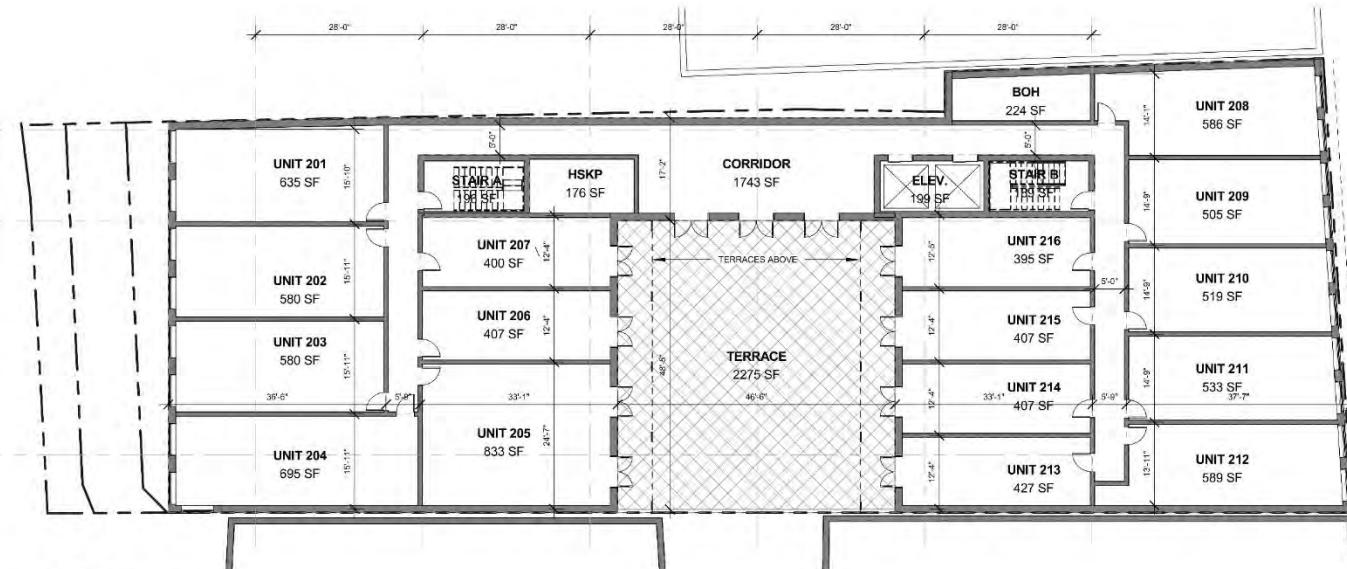 28'-0"
28'-0"
28'-0"
28'-0"
28'-0"
BOH
224 SF
UNIT 208
586 SF
14'-1"
UNIT 201
635 SF
15'-10"
5'-0"
STAIR A
HSKP
176 SF
17'-2"
CORRIDOR
1743 SF
ELEV.
199 SF
5'-0"
STAIR B
UNIT 209
505 SF
14'-9"
UNIT 202
580 SF
15'-11"
UNIT 207
400 SF
12'-4"
TERRACES ABOVE
UNIT 216
395 SF
12'-5"
5'-0"
UNIT 210
519 SF
14'-9"
UNIT 203
580 SF
15'-11"
UNIT 206
407 SF
12'-4"
TERRACE
2275 SF
UNIT 215
407 SF
12'-4"
UNIT 211
533 SF
14'-9"
36'-6"
33'-1"
46'-6"
33'-1"
5'-9"
37'-7"
UNIT 204
695 SF
15'-11"
UNIT 205
833 SF
24'-7"
UNIT 214
407 SF
12'-4"
UNIT 213
427 SF
12'-4"
UNIT 212
589 SF
13'-11"